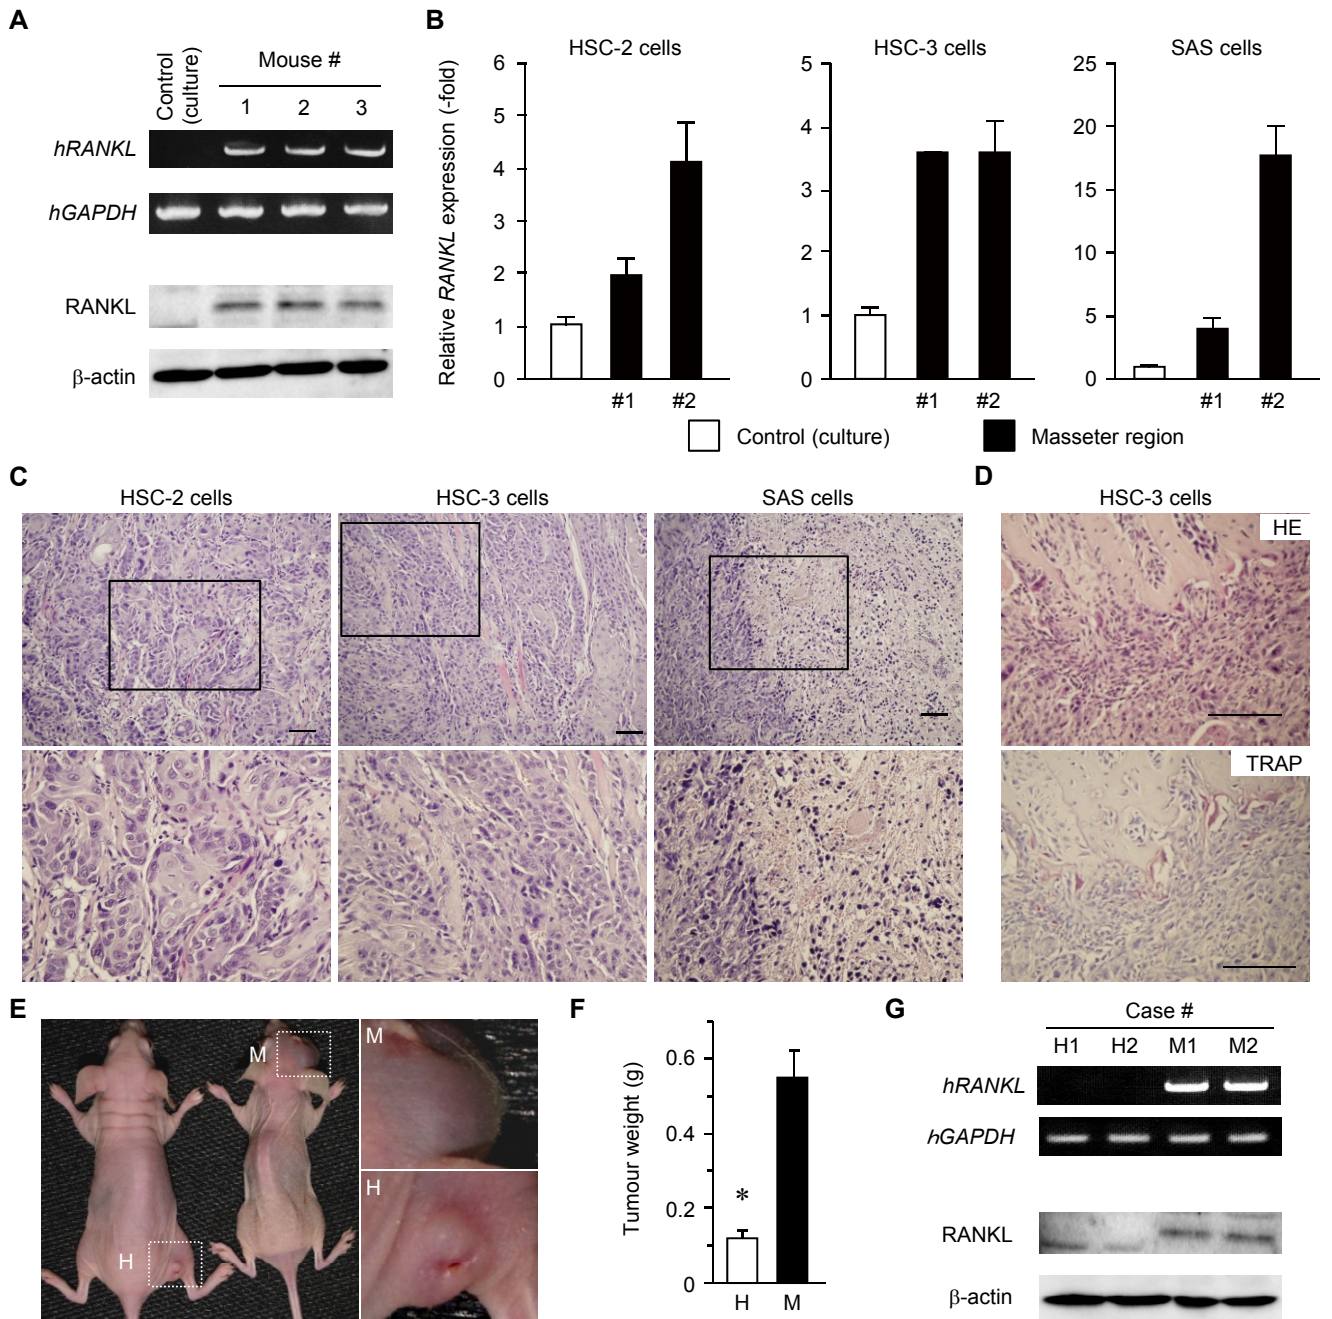 A
Control
(culture)
Mouse #
1 2 3
hRANKL
hGAPDH
RANKL
β-actin
B
Relative RANKL expression (-fold)
HSC-2 cells
6
5
4
3
2
1
0
#1 #2
HSC-3 cells
5
4
3
2
1
0
#1 #2
SAS cells
25
20
15
10
5
0
#1 #2
Control (culture) Masseter region
C
HSC-2 cells HSC-3 cells SAS cells
D
HSC-3 cells
HE
TRAP
E
M
H
M
H
F
Tumour weight (g)
0.6
0.4
0.2
0
*
H M
G
Case #
H1 H2 M1 M2
hRANKL
hGAPDH
RANKL
β-actin